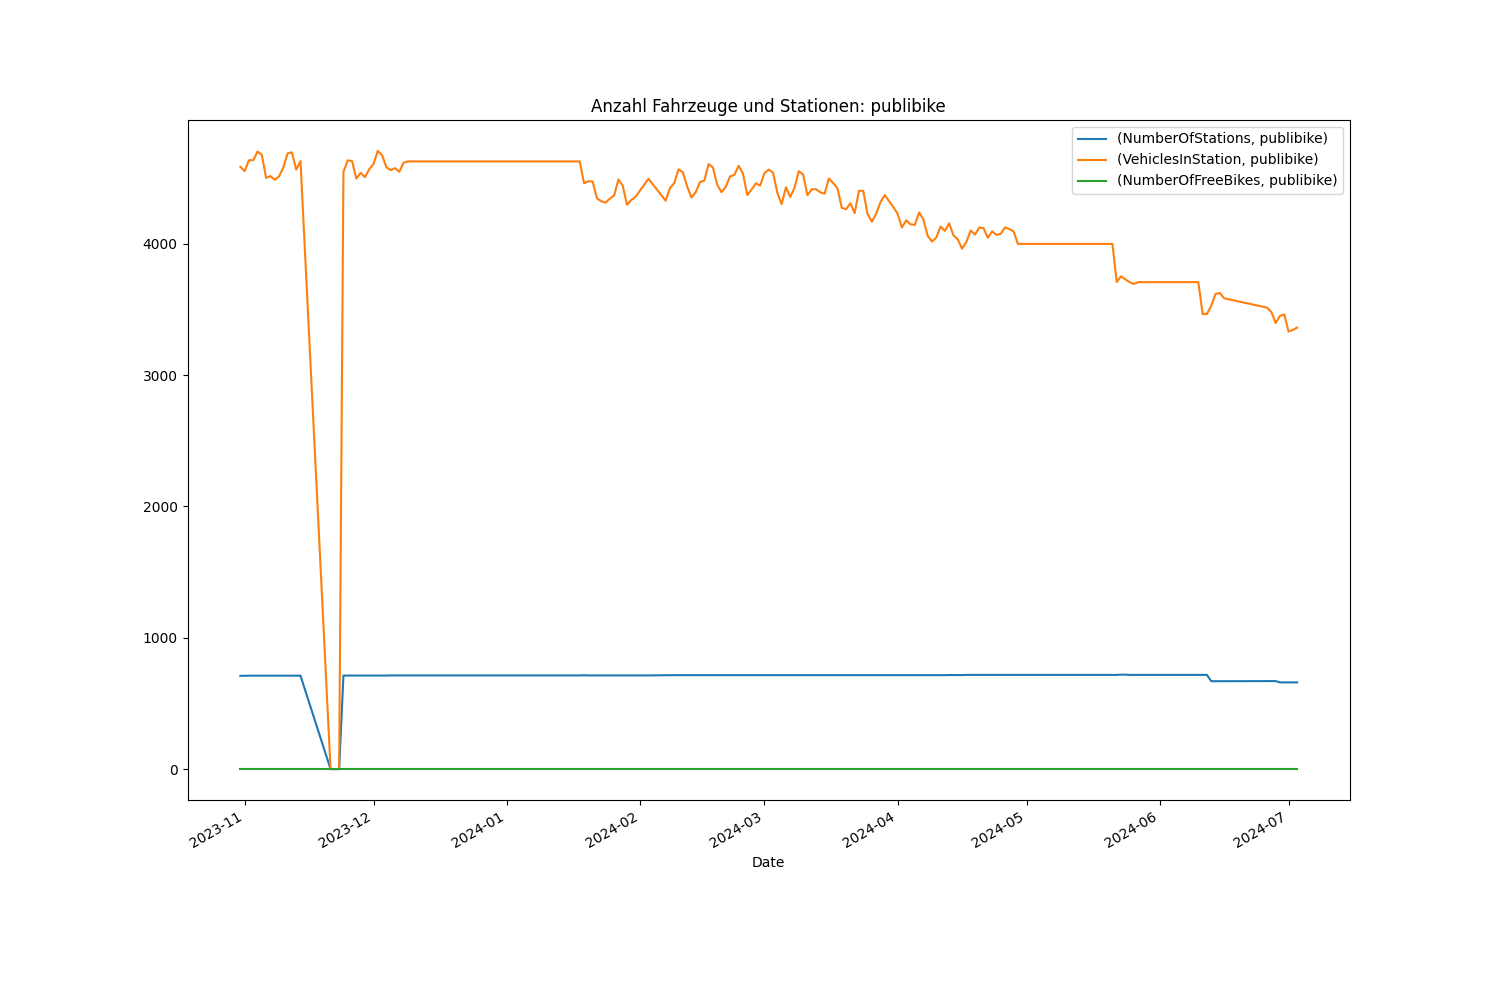 Anzahl Fahrzeuge und Stationen: publibike
(NumberOfStations, publibike)
(VehiclesInStation, publibike)
(NumberOfFreeBikes, publibike)
4000
3000
2000
1000
0
2023-11
2023-12
2024-01
2024-02
2024-03
2024-04
2024-05
2024-06
2024-07
Date